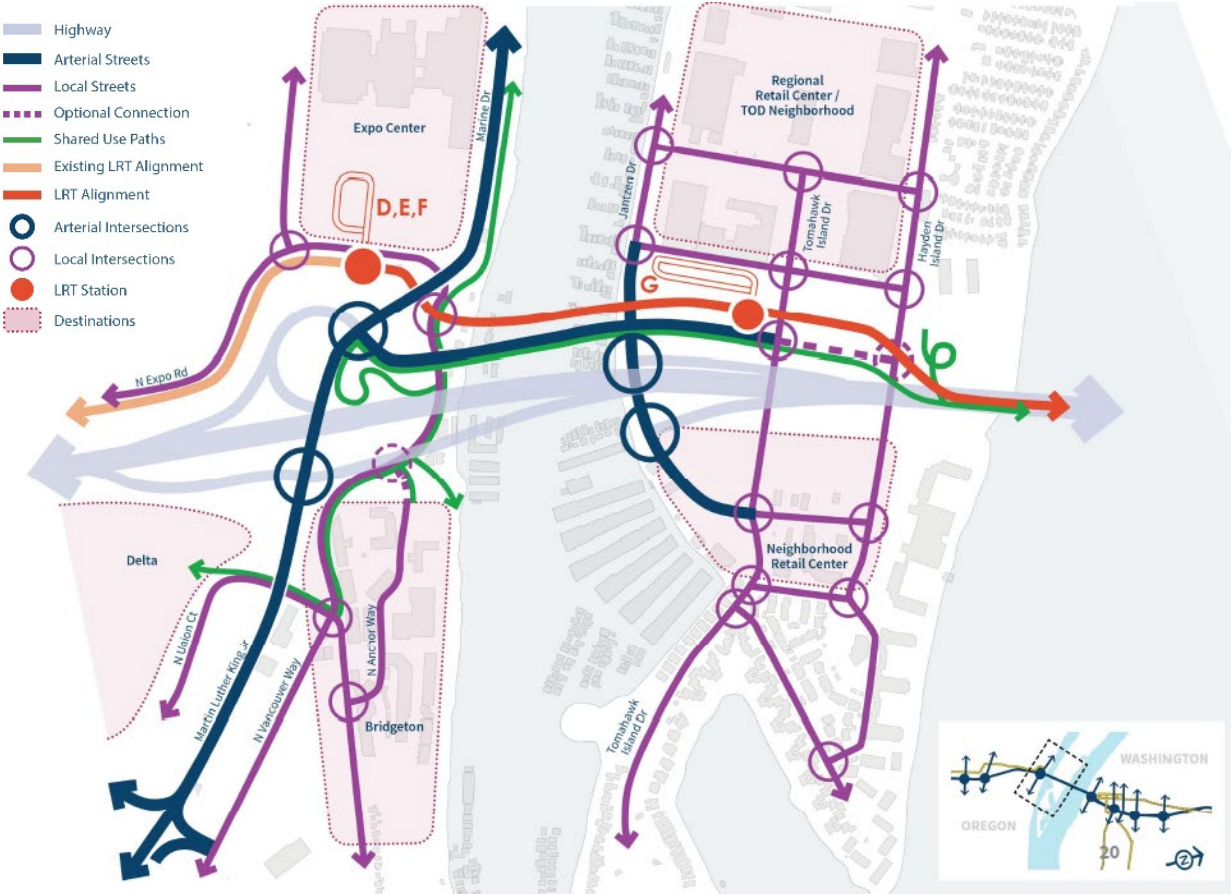 Highway
Arterial Streets
Local Streets
Optional Connection
Shared Use Paths
Existing LRT Alignment
LRT Alignment
Arterial Intersections
Local Intersections
LRT Station
Destinations
Expo Center
Marine Dr
D,E,F
N Expo Rd
Regional
Retail Center /
TOD Neighborhood
Jantzen Dr
Tomahawk
Island Dr
Hayden
Island Dr
G
Delta
N Union Ct
Martin Luther King Jr
N Vancouver Way
N Anchor Way
Bridgeton
Neighborhood
Retail Center
Tomahawk
Island Dr
WASHINGTON
OREGON
20
Z